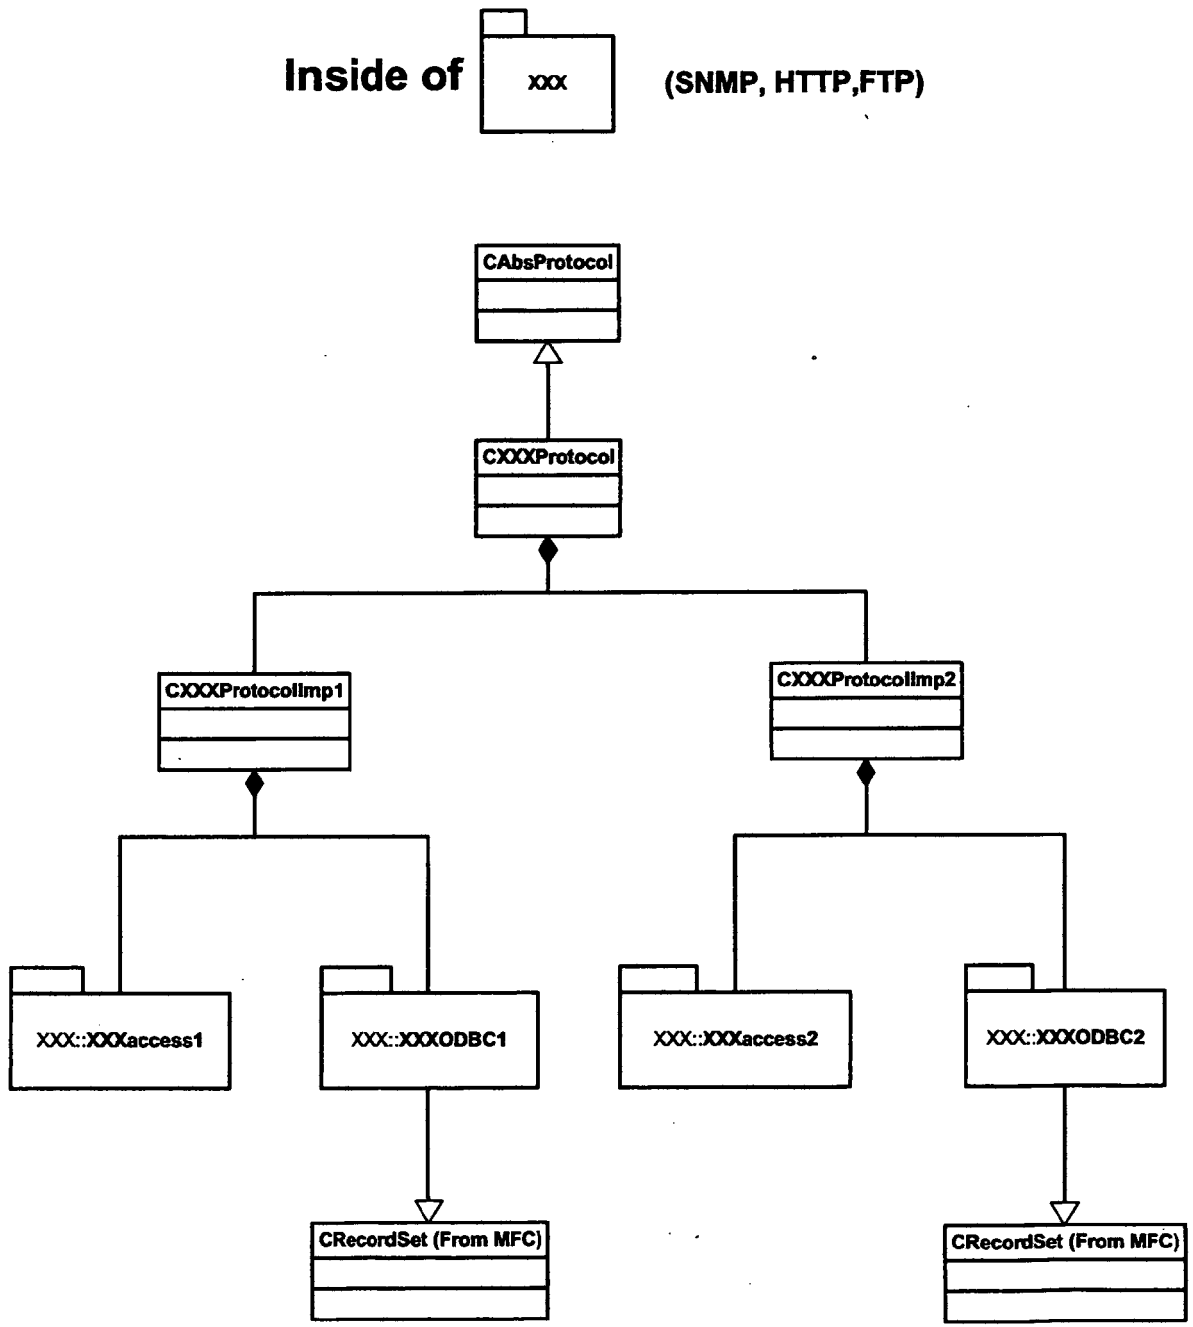 Inside of
XXX
(SNMP, HTTP,FTP)
CAbsProtocol
CXXXProtocol
CXXXProtocolImp1
CXXXProtocolImp2
XXX::XXXaccess1
XXX::XXXODBC1
XXX::XXXaccess2
XXX::XXXODBC2
CRecordSet (From MFC)
CRecordSet (From MFC)